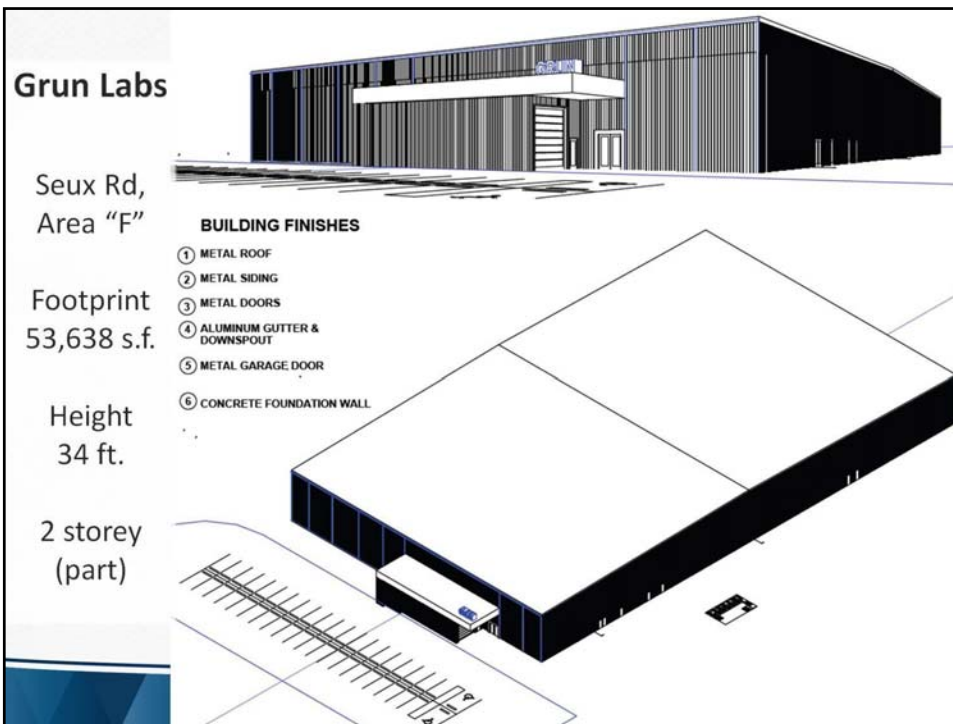 Grun Labs
Seux Rd,
Area “F”
Footprint
53,638 s.f.
Height
34 ft.
2 storey
(part)
GRUN
BUILDING FINISHES
1 METAL ROOF
2 METAL SIDING
3 METAL DOORS
4 ALUMINUM GUTTER &
DOWNSPOUT
5 METAL GARAGE DOOR
6 CONCRETE FOUNDATION WALL